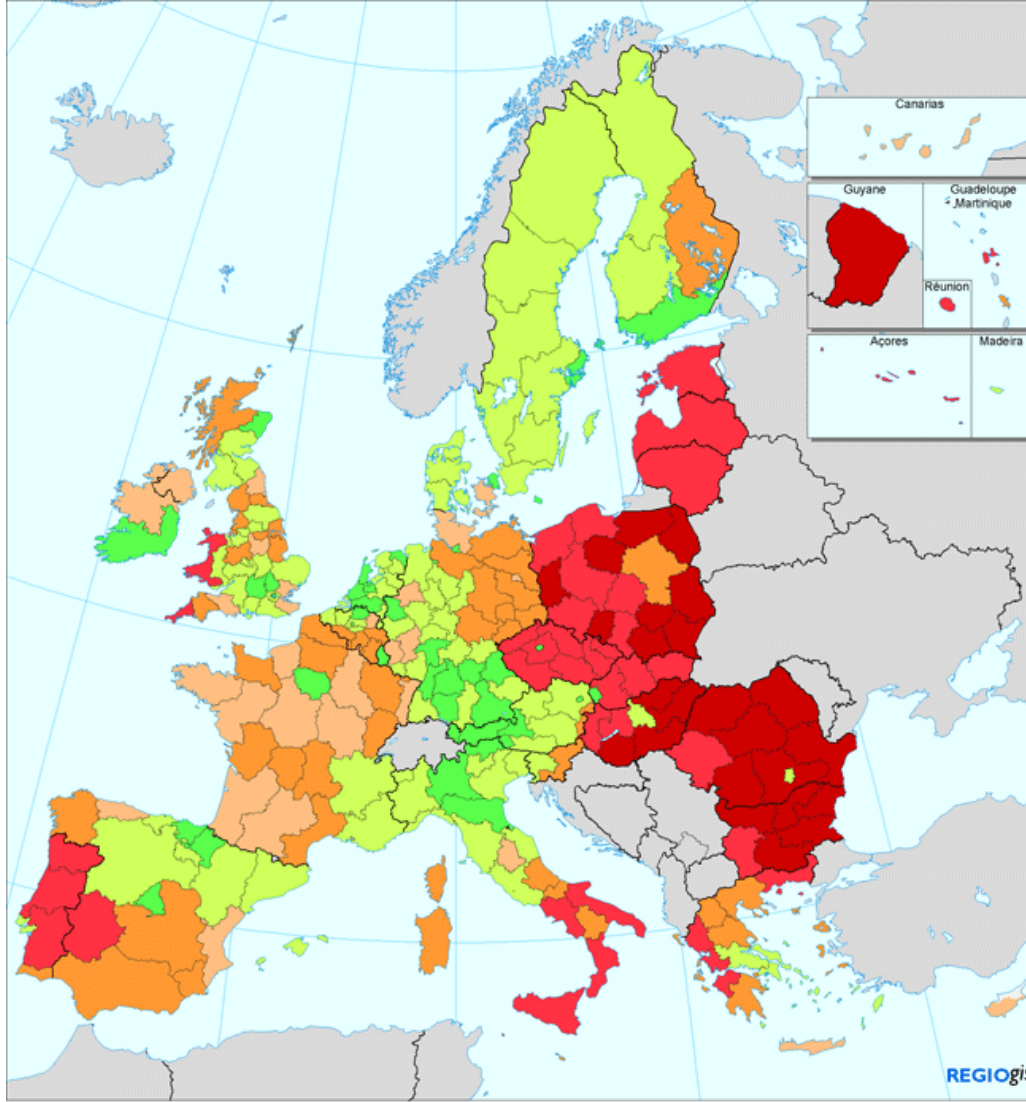 Canarias
Guyane
Guadeloupe
Martinique
Réunion
Açores
Madeira
REGIOgis